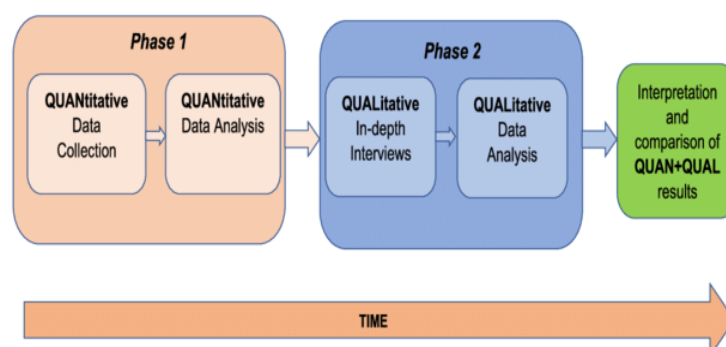 Phase 1
QUANtitative
Data
Collection
QUANtitative
Data Analysis
Phase 2
QUALitative
In-depth
Interviews
QUALitative
Data
Analysis
Interpretation
and
comparison of
QUAN+QUAL
results
TIME